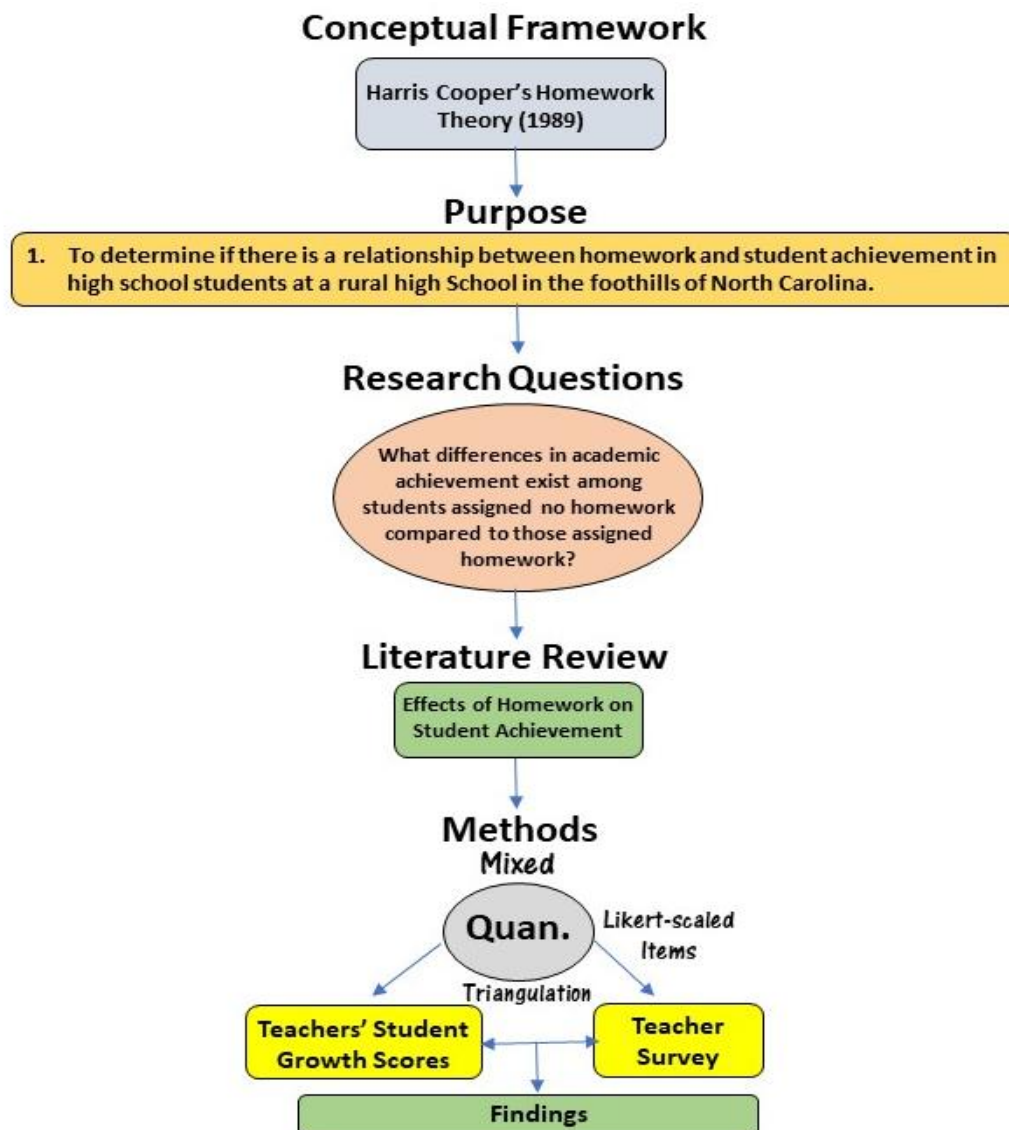 Conceptual Framework
Harris Cooper’s Homework
Theory (1989)
Purpose
1. To determine if there is a relationship between homework and student achievement in
high school students at a rural high School in the foothills of North Carolina.
Research Questions
What differences in academic
achievement exist among
students assigned no homework
compared to those assigned
homework?
Literature Review
Effects of Homework on
Student Achievement
Methods
Mixed
Quan.
Likert-scaled
Items
Triangulation
Teachers’ Student
Growth Scores
Teacher
Survey
Findings